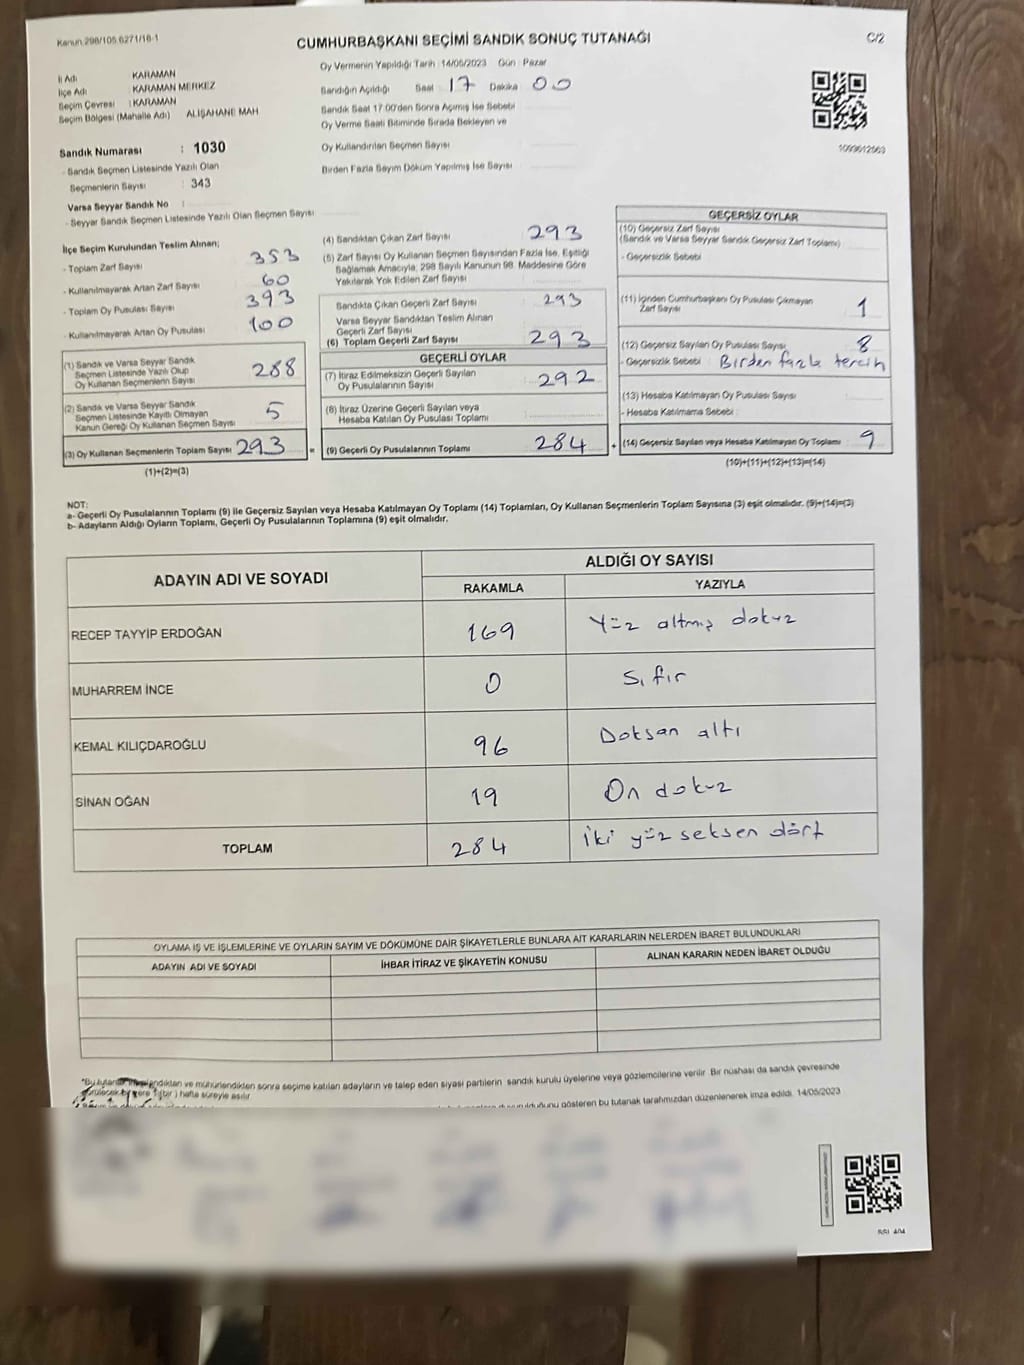 Kanun 298/105.6271/16-1
CUMHURBAŞKANI SEÇİMİ SANDIK SONUÇ TUTANAĞI
C/2
Oy Vermenin Yapıldığı Tarih :14/05/2023 Gün : Pazar
İl Adı KARAMAN
İlçe Adı : KARAMAN MERKEZ
Seçim Çevresi : KARAMAN
Seçim Bölgesi (Mahalle Adı) ALİŞAHANE MAH
Sandığın Açıldığı Saat 17 Dakika 00
Sandık Saat 17:00'den Sonra Açımış İse Sebebi
Oy Verme Saati Bitiminde Sırada Bekleyen ve
Oy Kullandırılan Seçmen Sayısı
Birden Fazla Sayım Döküm Yapılmış İse Sayısı
Sandık Numarası : 1030
- Sandık Seçmen Listesinde Yazılı Olan
Seçmenlerin Sayısı : 343
Varsa Seyyar Sandık No :
- Seyyar Sandık Seçmen Listesinde Yazılı Olan Seçmen Sayısı
İlçe Seçim Kurulundan Teslim Alınan;
- Toplam Zarf Sayısı 353
- Kullanılmayarak Artan Zarf Sayısı 60
- Toplam Oy Pusulası Sayısı 393
- Kullanılmayarak Artan Oy Pusulası 100
(1) Sandık ve Varsa Seyyar Sandık
Seçmen Listesinde Yazılı Olup
Oy Kullanan Seçmenlerin Sayısı 288
(2) Sandık ve Varsa Seyyar Sandık
Seçmen Listesinde Kayıtlı Olmayan
Kanun Gereği Oy Kullanan Seçmen Sayısı 5
(3) Oy Kullanan Seçmenlerin Toplam Sayısı 293 =
(1)+(2)=(3)
(4) Sandıktan Çıkan Zarf Sayısı 293
(5) Zarf Sayısı Oy Kullanan Seçmen Sayısından Fazla İse, Eşitliği
Sağlamak Amacıyla; 298 Sayılı Kanunun 98. Maddesine Göre
Yakılarak Yok Edilen Zarf Sayısı
Sandıkta Çıkan Geçerli Zarf Sayısı 293
Varsa Seyyar Sandıktan Teslim Alınan
Geçerli Zarf Sayısı
(6) Toplam Geçerli Zarf Sayısı 293
GEÇERLİ OYLAR
(7) İtiraz Edilmeksizin Geçerli Sayılan
Oy Pusulalarının Sayısı 292
(8) İtiraz Üzerine Geçerli Sayılan veya
Hesaba Katılan Oy Pusulası Toplamı
(9) Geçerli Oy Pusulalarının Toplamı 284 +
GEÇERSİZ OYLAR
(10) Geçersiz Zarf Sayısı
(Sandık ve Varsa Seyyar Sandık Geçersiz Zarf Toplamı)
- Geçersizlik Sebebi
(11) İçinden Cumhurbaşkanı Oy Pusulası Çıkmayan
Zarf Sayısı 1
(12) Geçersiz Sayılan Oy Pusulası Sayısı 8
- Geçersizlik Sebebi : Birden fazla tercih
(13) Hesaba Katılmayan Oy Pusulası Sayısı
- Hesaba Katılmama Sebebi
(14) Geçersiz Sayılan veya Hesaba Katılmayan Oy Toplamı 9
(10)+(11)+(12)+(13)=(14)
NOT:
a- Geçerli Oy Pusulalarının Toplamı (9) ile Geçersiz Sayılan veya Hesaba Katılmayan Oy Toplamı (14) Toplamları, Oy Kullanan Seçmenlerin Toplam Sayısına (3) eşit olmalıdır. (9)+(14)=(3)
b- Adayların Aldığı Oyların Toplamı, Geçerli Oy Pusulalarının Toplamına (9) eşit olmalıdır.
ADAYIN ADI VE SOYADI
ALDIĞI OY SAYISI
RAKAMLA YAZIYLA
RECEP TAYYİP ERDOĞAN 169 Yüz altmış dokuz
MUHARREM İNCE 0 Sıfır
KEMAL KILIÇDAROĞLU 96 Doksan altı
SİNAN OĞAN 19 On dokuz
TOPLAM 284 İki yüz seksen dört
OYLAMA İŞ VE İŞLEMLERİNE VE OYLARIN SAYIM VE DÖKÜMÜNE DAİR ŞİKAYETLERLE BUNLARA AİT KARARLARIN NELERDEN İBARET BULUNDUKLARI
ADAYIN ADI VE SOYADI İHBAR İTİRAZ VE ŞİKAYETİN KONUSU ALINAN KARARIN NEDEN İBARET OLDUĞU
ve mühürlendikten sonra seçime katılan adayların ve talep eden siyasi partilerin sandık kurulu üyelerine veya gözlemcilerine verilir. Bir nüshası da sandık çevresinde
(bir) hafta süreyle asılır.
gösteren bu tutanak tarafımızdan düzenlenerek imza edildi. 14/05/2023